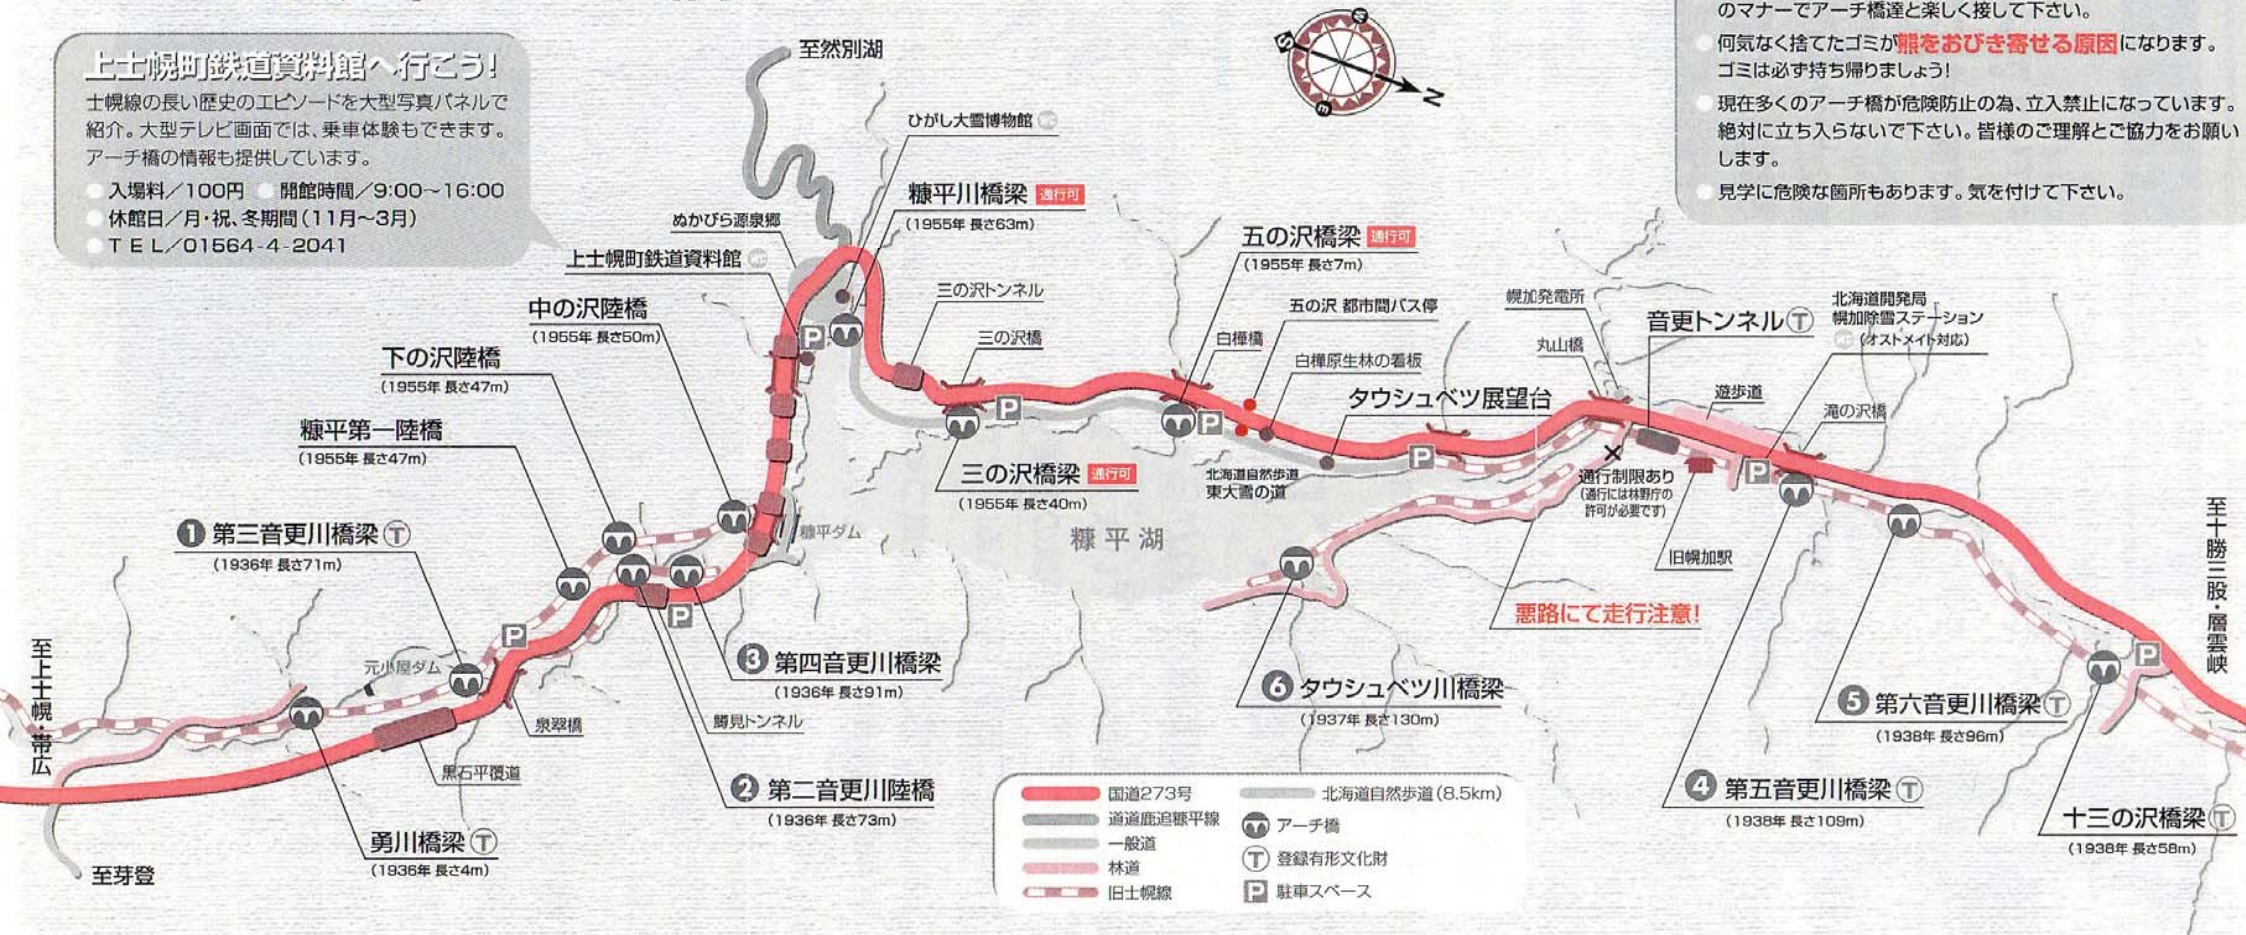 上士幌町鉄道資料館へ行こう!
士幌線の長い歴史のエピソードを大型写真パネルで
紹介。大型テレビ画面では、乗車体験もできます。
アーチ橋の情報も提供しています。
入場料/100円 開館時間/9:00~16:00
休館日/月・祝、冬期間(11月~3月)
TEL/01564-4-2041
のマナーでアーチ橋達と楽しく接して下さい。
何気なく捨てたゴミが熊をおびき寄せる原因になります。
ゴミは必ず持ち帰りましょう!
現在多くのアーチ橋が危険防止の為、立入禁止になっています。
絶対に立ち入らないで下さい。皆様のご理解とご協力をお願い
します。
見学に危険な箇所もあります。気を付けて下さい。
S
W
E
N
至然別湖
ひがし大雪博物館 WC
糠平川橋梁 通行可
(1955年 長さ63m)
ぬかびら源泉郷
上士幌町鉄道資料館 WC
中の沢陸橋
(1955年 長さ50m)
下の沢陸橋
(1955年 長さ47m)
糠平第一陸橋
(1955年 長さ47m)
1 第三音更川橋梁 T
(1936年 長さ71m)
三の沢トンネル
三の沢橋
三の沢橋梁 通行可
(1955年 長さ40m)
五の沢橋梁 通行可
(1955年 長さ7m)
五の沢 都市間バス停
白樺橋
白樺原生林の看板
タウシュベツ展望台
北海道自然歩道
東大雪の道
幌加発電所
丸山橋
音更トンネル T
北海道開発局
幌加除雪ステーション
WC (オストメイト対応)
遊歩道
滝の沢橋
通行制限あり
(通行には林野庁の
許可が必要です)
旧幌加駅
悪路にて走行注意!
糠平湖
糠平ダム
元小屋ダム
泉翠橋
黒石平覆道
鱒見トンネル
3 第四音更川橋梁
(1936年 長さ91m)
2 第二音更川陸橋
(1936年 長さ73m)
勇川橋梁 T
(1936年 長さ4m)
6 タウシュベツ川橋梁
(1937年 長さ130m)
5 第六音更川橋梁 T
(1938年 長さ96m)
4 第五音更川橋梁 T
(1938年 長さ109m)
十三の沢橋梁 T
(1938年 長さ58m)
至上士幌・帯広
至芽登
至十勝三股・層雲峡
P
P
P
P
P
P
P
P
国道273号
道道鹿追糠平線
一般道
林道
旧士幌線
北海道自然歩道(8.5km)
アーチ橋
T 登録有形文化財
P 駐車スペース